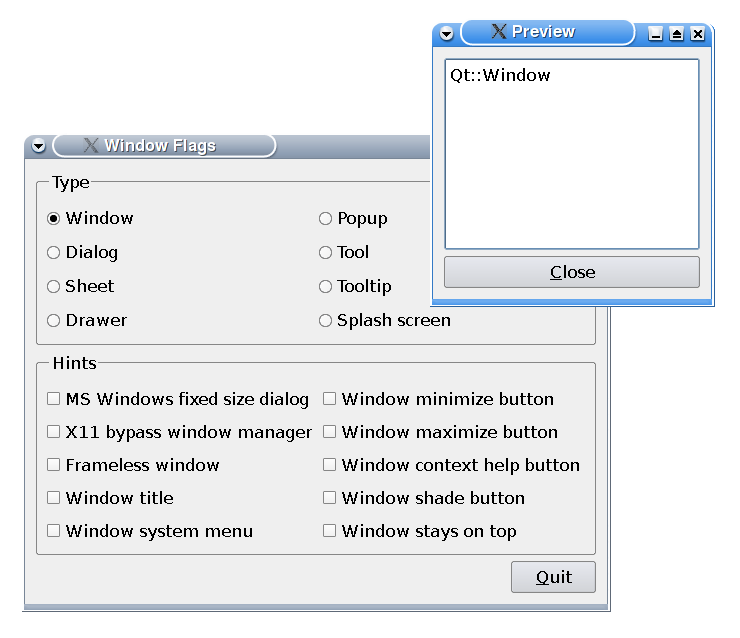 Preview
Qt::Window
Close
Window Flags
Type
Window
Popup
Dialog
Tool
Sheet
Tooltip
Drawer
Splash screen
Hints
MS Windows fixed size dialog
Window minimize button
X11 bypass window manager
Window maximize button
Frameless window
Window context help button
Window title
Window shade button
Window system menu
Window stays on top
Quit